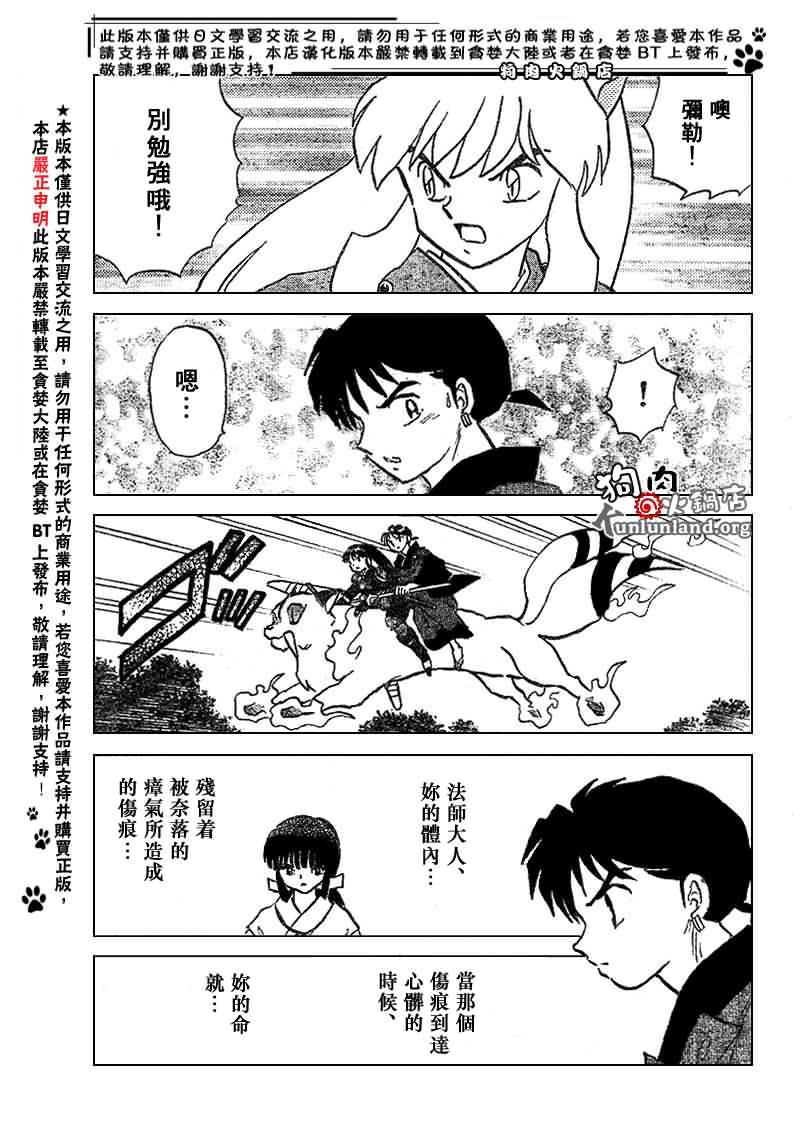 此版本僅供日文學習交流之用，請勿用于任何形式的商業用途，若您喜愛本作品
請支持并購買正版，本店漢化版本嚴禁轉載到貪婪大陸或者在貪婪 BT 上發布，
敬請理解，謝謝支持！
狗肉火鍋店
★本版本僅供日文學習交流之用，請勿用于任何形式的商業用途，若您喜愛本作品請支持并購買正版，
本店嚴正申明此版本嚴禁轉載至貪婪大陸或在貪婪 BT 上發布，敬請理解，謝謝支持！
噢
彌勒！
別勉強哦！
！
嗯…
狗肉火鍋店
Kunlunland.org
グ
法師大人、
妳的體內…
殘留着
被奈落的
瘴氣所造成
的傷痕…
當那個
傷痕到達
心髒的
時候、
妳的命
就…